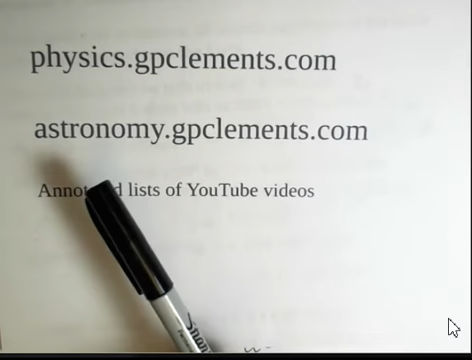 physics.gpclements.com
astronomy.gpclements.com
lists of YouTube videos